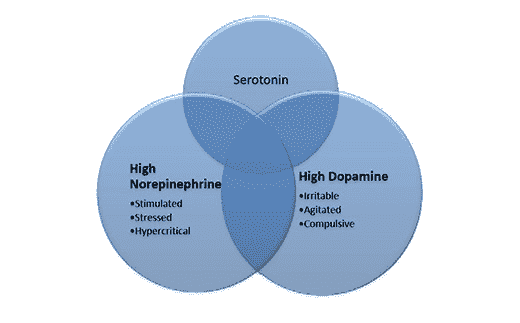 Serotonin
High
Norepinephrine
•Stimulated
•Stressed
•Hypercritical
High Dopamine
•Irritable
•Agitated
•Compulsive